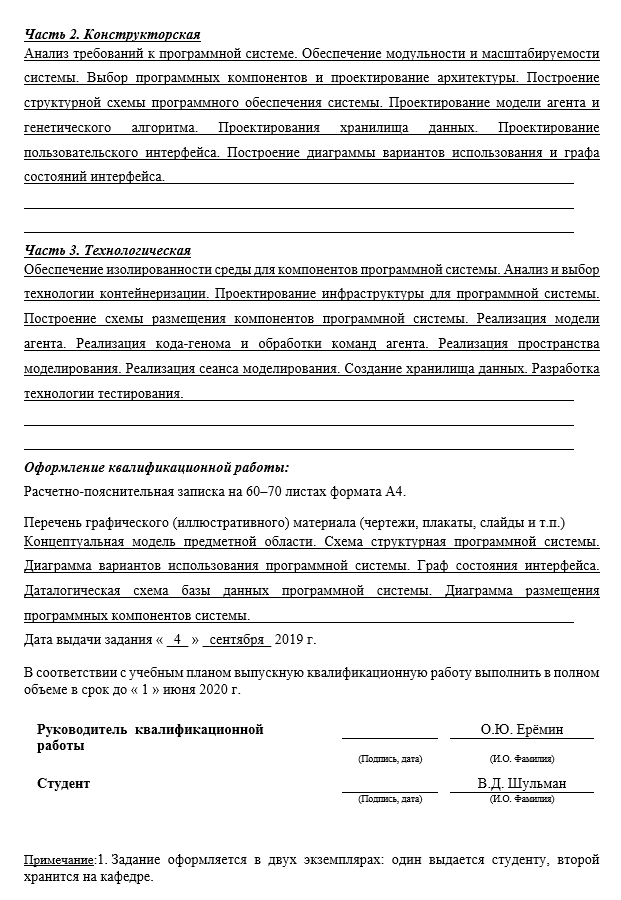 Часть 2. Конструкторская
Анализ требований к программной системе. Обеспечение модульности и масштабируемости
системы. Выбор программных компонентов и проектирование архитектуры. Построение
структурной схемы программного обеспечения системы. Проектирование модели агента и
генетического алгоритма. Проектирования хранилища данных. Проектирование
пользовательского интерфейса. Построение диаграммы вариантов использования и графа
состояний интерфейса.
Часть 3. Технологическая
Обеспечение изолированности среды для компонентов программной системы. Анализ и выбор
технологии контейнеризации. Проектирование инфраструктуры для программной системы.
Построение схемы размещения компонентов программной системы. Реализация модели
агента. Реализация кода-генома и обработки команд агента. Реализация пространства
моделирования. Реализация сеанса моделирования. Создание хранилища данных. Разработка
технологии тестирования.
Оформление квалификационной работы:
Расчетно-пояснительная записка на 60–70 листах формата А4.
Перечень графического (иллюстративного) материала (чертежи, плакаты, слайды и т.п.)
Концептуальная модель предметной области. Схема структурная программной системы.
Диаграмма вариантов использования программной системы. Граф состояния интерфейса.
Даталогическая схема базы данных программной системы. Диаграмма размещения
программных компонентов системы.
Дата выдачи задания « 4 » сентября 2019 г.
В соответствии с учебным планом выпускную квалификационную работу выполнить в полном
объеме в срок до « 1 » июня 2020 г.
Руководитель квалификационной О.Ю. Ерёмин
работы
(Подпись, дата) (И.О. Фамилия)
Студент В.Д. Шульман
(Подпись, дата) (И.О. Фамилия)
Примечание:1. Задание оформляется в двух экземплярах: один выдается студенту, второй
хранится на кафедре.